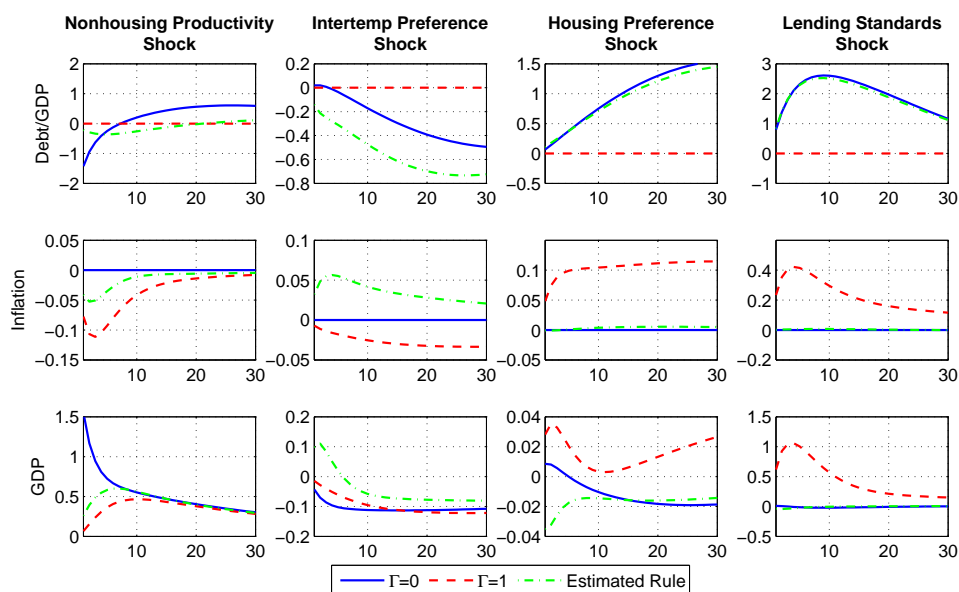 Nonhousing Productivity Shock
Intertemp Preference Shock
Housing Preference Shock
Lending Standards Shock
Debt/GDP
2
1
0
−1
−2
10 20 30
0.2
0
−0.2
−0.4
−0.6
−0.8
10 20 30
1.5
1
0.5
0
−0.5
10 20 30
3
2
1
0
−1
10 20 30
Inflation
0.05
0
−0.05
−0.1
−0.15
10 20 30
0.1
0.05
0
−0.05
10 20 30
0.1
0.05
0
−0.05
10 20 30
0.4
0.2
0
−0.2
10 20 30
GDP
1.5
1
0.5
0
10 20 30
0.2
0.1
0
−0.1
−0.2
10 20 30
0.04
0.02
0
−0.02
−0.04
10 20 30
1.5
1
0.5
0
−0.5
10 20 30
Γ=0 Γ=1 Estimated Rule